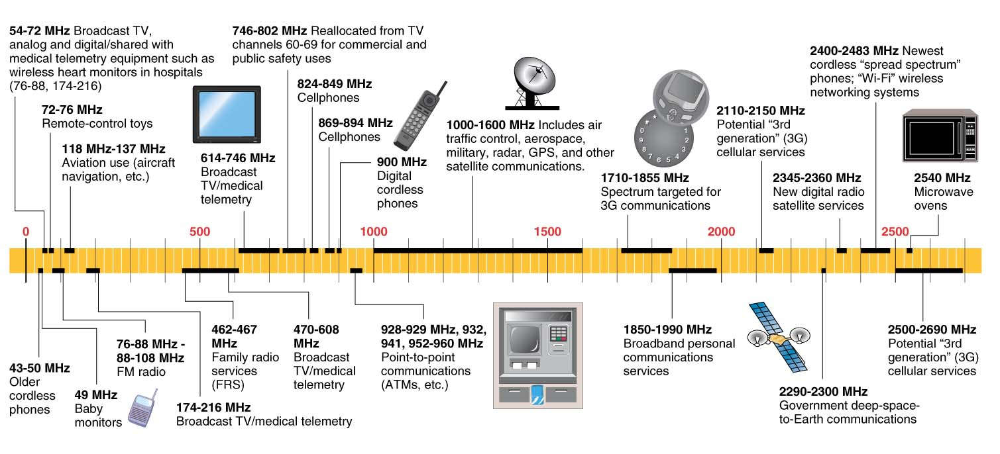 54-72 MHz Broadcast TV,
analog and digital/shared with
medical telemetry equipment such as
wireless heart monitors in hospitals
(76-88, 174-216)
72-76 MHz
Remote-control toys
118 MHz-137 MHz
Aviation use (aircraft
navigation, etc.)
614-746 MHz
Broadcast
TV/medical
telemetry
746-802 MHz Reallocated from TV
channels 60-69 for commercial and
public safety uses
824-849 MHz
Cellphones
869-894 MHz
Cellphones
900 MHz
Digital
cordless
phones
1000-1600 MHz Includes air
traffic control, aerospace,
military, radar, GPS, and other
satellite communications.
* # 0 9 8 7 6 5 4 3 2 1
1710-1855 MHz
Spectrum targeted for
3G communications
2110-2150 MHz
Potential “3rd
generation” (3G)
cellular services
2345-2360 MHz
New digital radio
satellite services
2400-2483 MHz Newest
cordless “spread spectrum”
phones; “Wi-Fi” wireless
networking systems
2540 MHz
Microwave
ovens
0 500 1000 1500 2000 2500
43-50 MHz
Older
cordless
phones
49 MHz
Baby
monitors
76-88 MHz -
88-108 MHz
FM radio
174-216 MHz
Broadcast TV/medical telemetry
462-467
MHz
Family radio
services
(FRS)
470-608
MHz
Broadcast
TV/medical
telemetry
928-929 MHz, 932,
941, 952-960 MHz
Point-to-point
communications
(ATMs, etc.)
1850-1990 MHz
Broadband personal
communications
services
2290-2300 MHz
Government deep-space-
to-Earth communications
2500-2690 MHz
Potential “3rd
generation” (3G)
cellular services